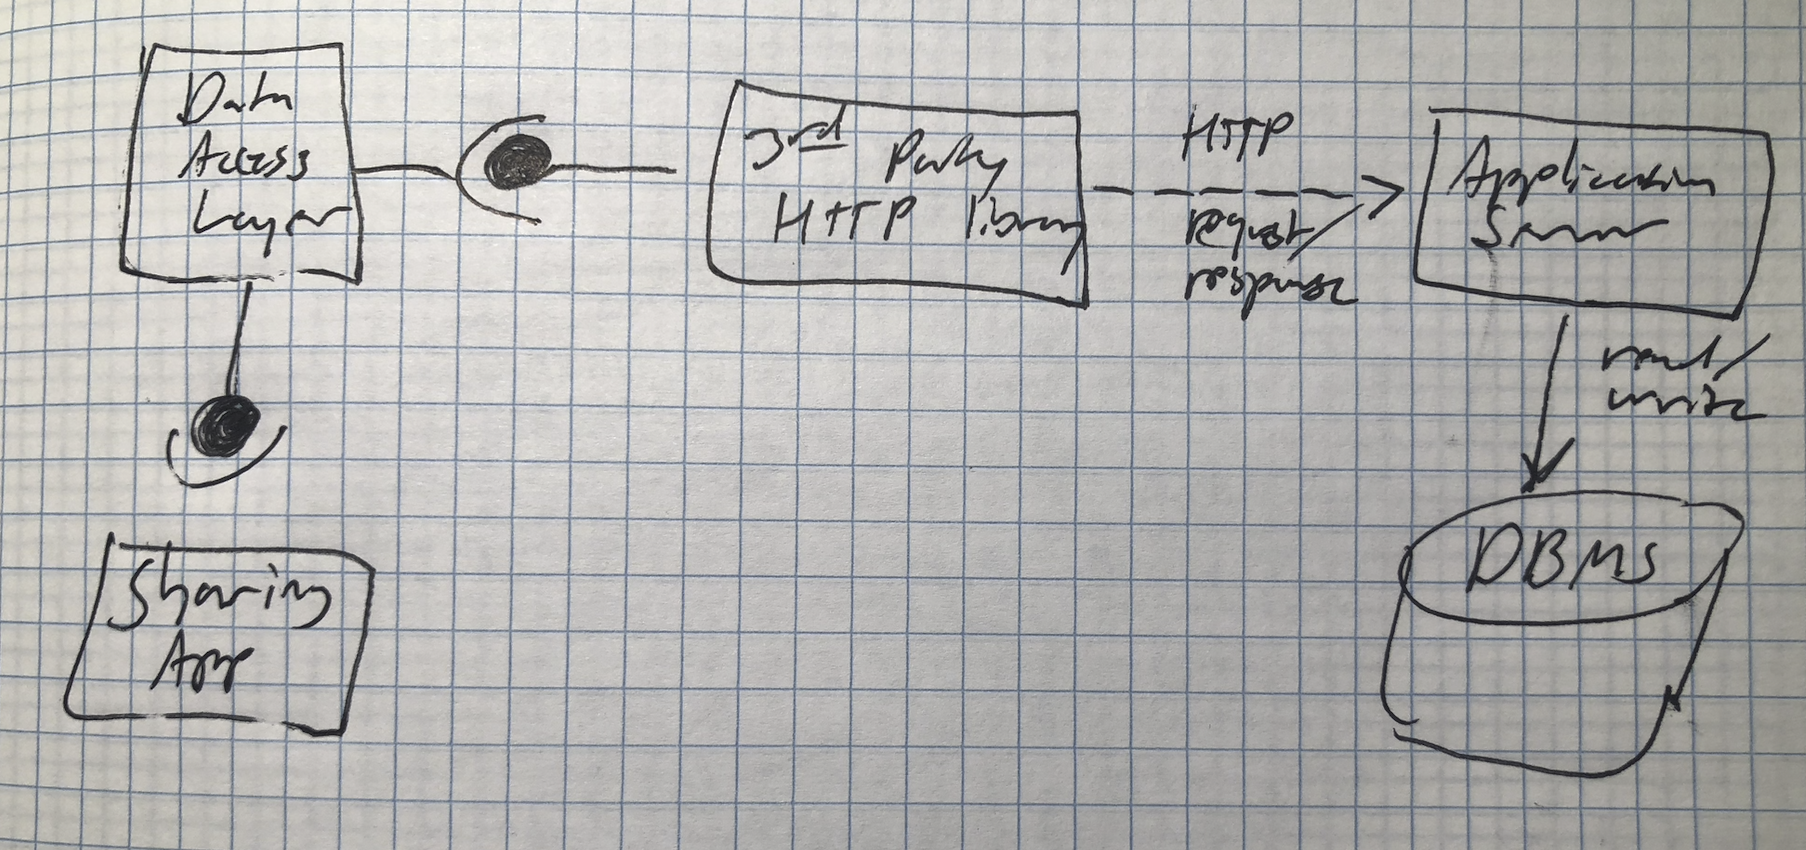 Data
Access
Layer
3rd Party
HTTP library
HTTP
request/
response
Application
Server
read/
write
DBMS
Sharing
App